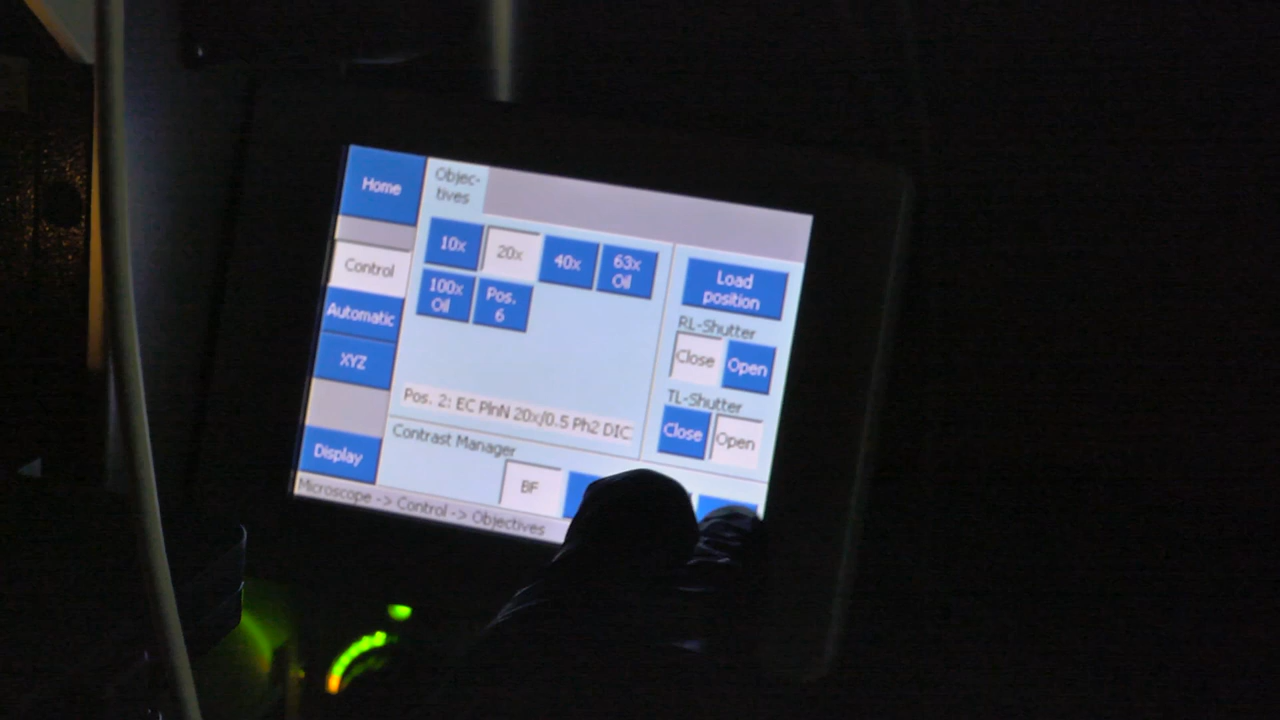 Home
Objec-
tives
10x
20x
40x
63x
Oil
100x
Oil
Pos.
6
Load
position
Control
Automatic
XYZ
Display
RL-Shutter
Close
Open
TL-Shutter
Close
Open
Pos. 2: EC PlnN 20x/0.5 Ph2 DIC
Contrast Manager
BF
Microscope -> Control -> Objectives